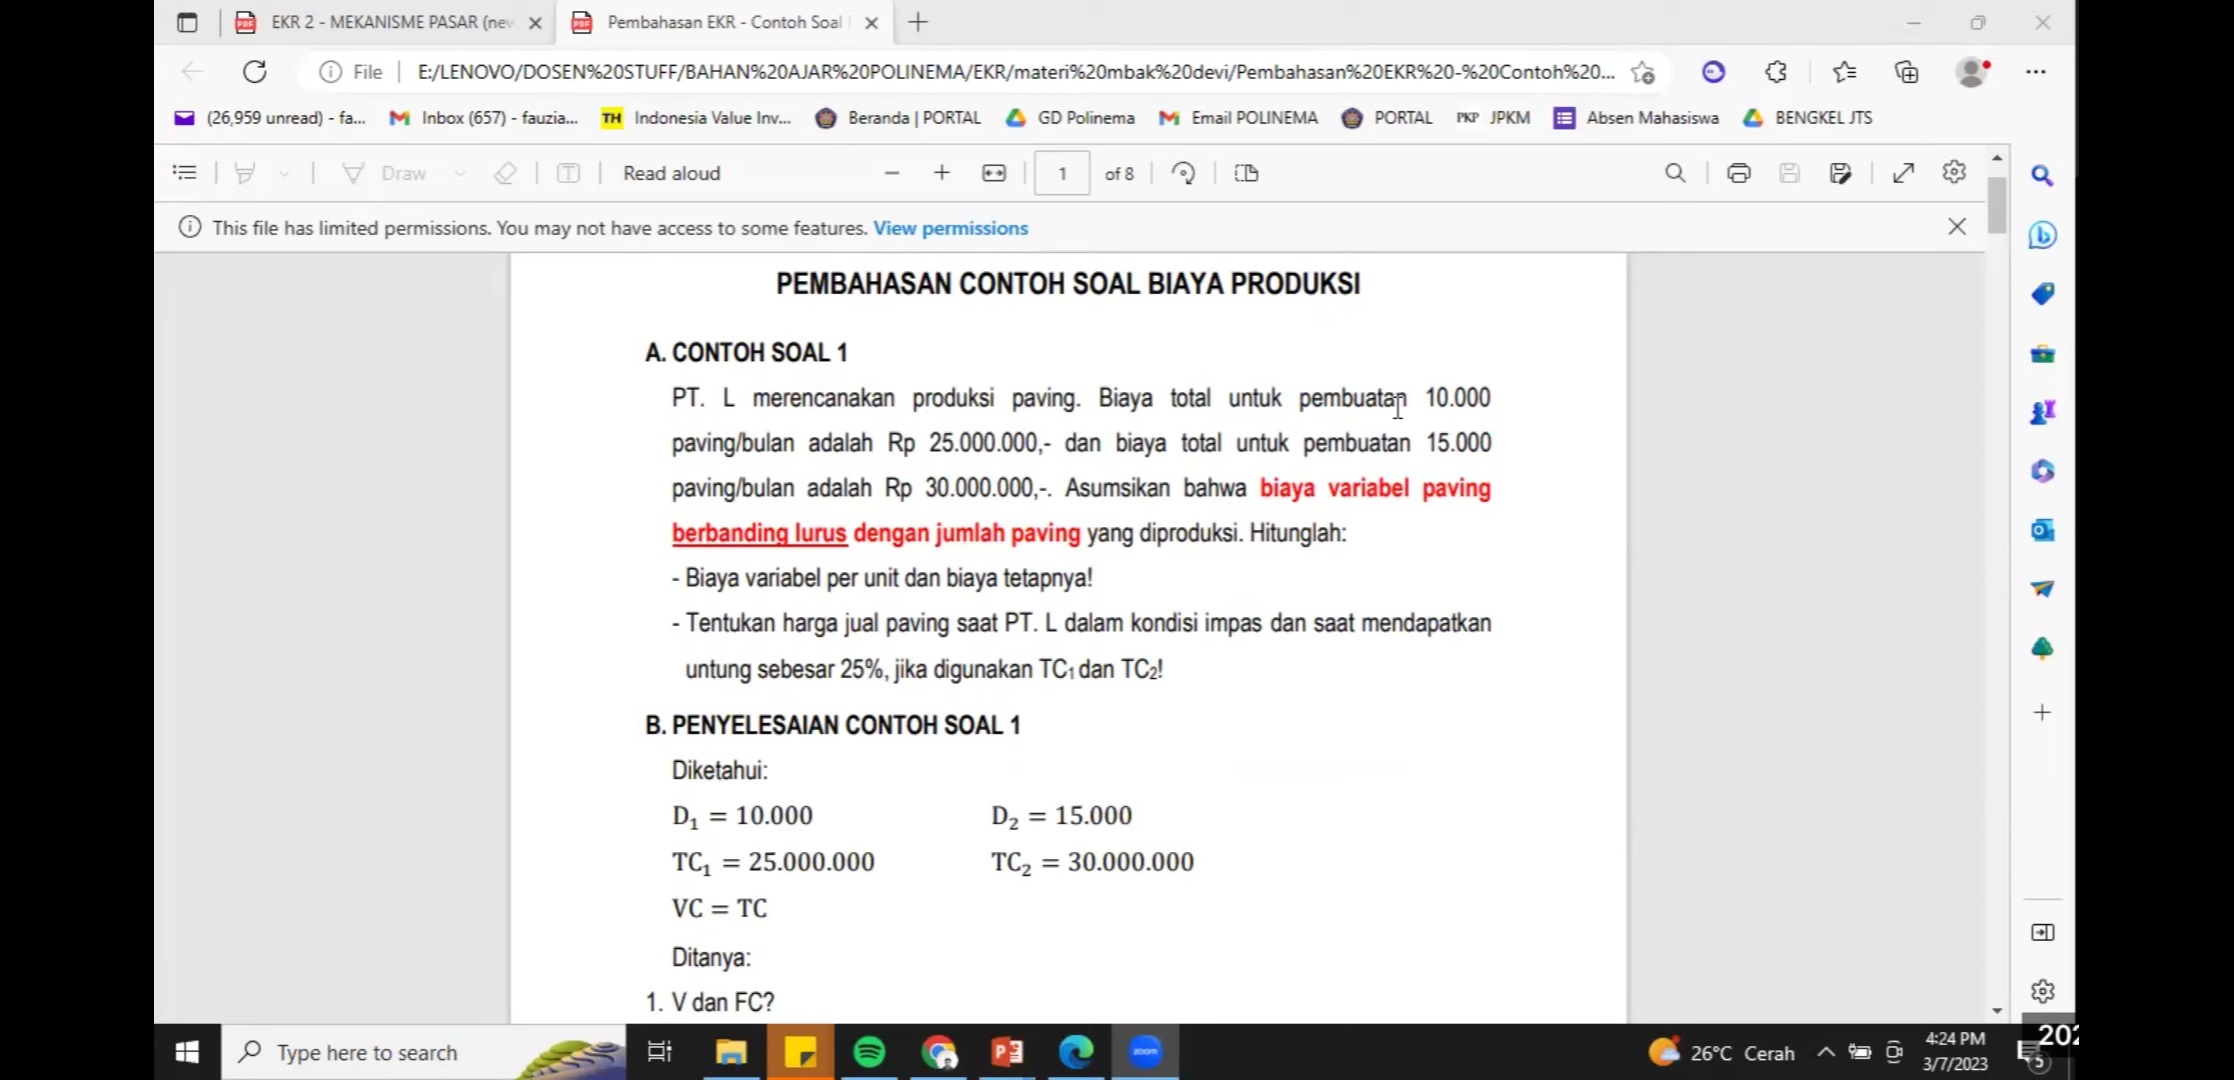 EKR 2 - MEKANISME PASAR (nev
Pembahasan EKR - Contoh Soal
File
E:/LENOVO/DOSEN%20STUFF/BAHAN%20AJAR%20POLINEMA/EKR/materi%20mbak%20devi/Pembahasan%20EKR%20-%20Contoh%20...
(26,959 unread) - fa...
Inbox (657) - fauzia...
TH Indonesia Value Inv...
Beranda | PORTAL
GD Polinema
Email POLINEMA
PORTAL
PKP JPKM
Absen Mahasiswa
BENGKEL JTS
Draw
Read aloud
1 of 8
This file has limited permissions. You may not have access to some features. View permissions
PEMBAHASAN CONTOH SOAL BIAYA PRODUKSI
A. CONTOH SOAL 1
PT. L merencanakan produksi paving. Biaya total untuk pembuatan 10.000
paving/bulan adalah Rp 25.000.000,- dan biaya total untuk pembuatan 15.000
paving/bulan adalah Rp 30.000.000,-. Asumsikan bahwa biaya variabel paving
berbanding lurus dengan jumlah paving yang diproduksi. Hitunglah:
- Biaya variabel per unit dan biaya tetapnya!
- Tentukan harga jual paving saat PT. L dalam kondisi impas dan saat mendapatkan
untung sebesar 25%, jika digunakan TC₁ dan TC₂!
B. PENYELESAIAN CONTOH SOAL 1
Diketahui:
D₁ = 10.000 D₂ = 15.000
TC₁ = 25.000.000 TC₂ = 30.000.000
VC = TC
Ditanya:
1. V dan FC?
Type here to search
zoom
26°C Cerah
4:24 PM
3/7/2023
5
202